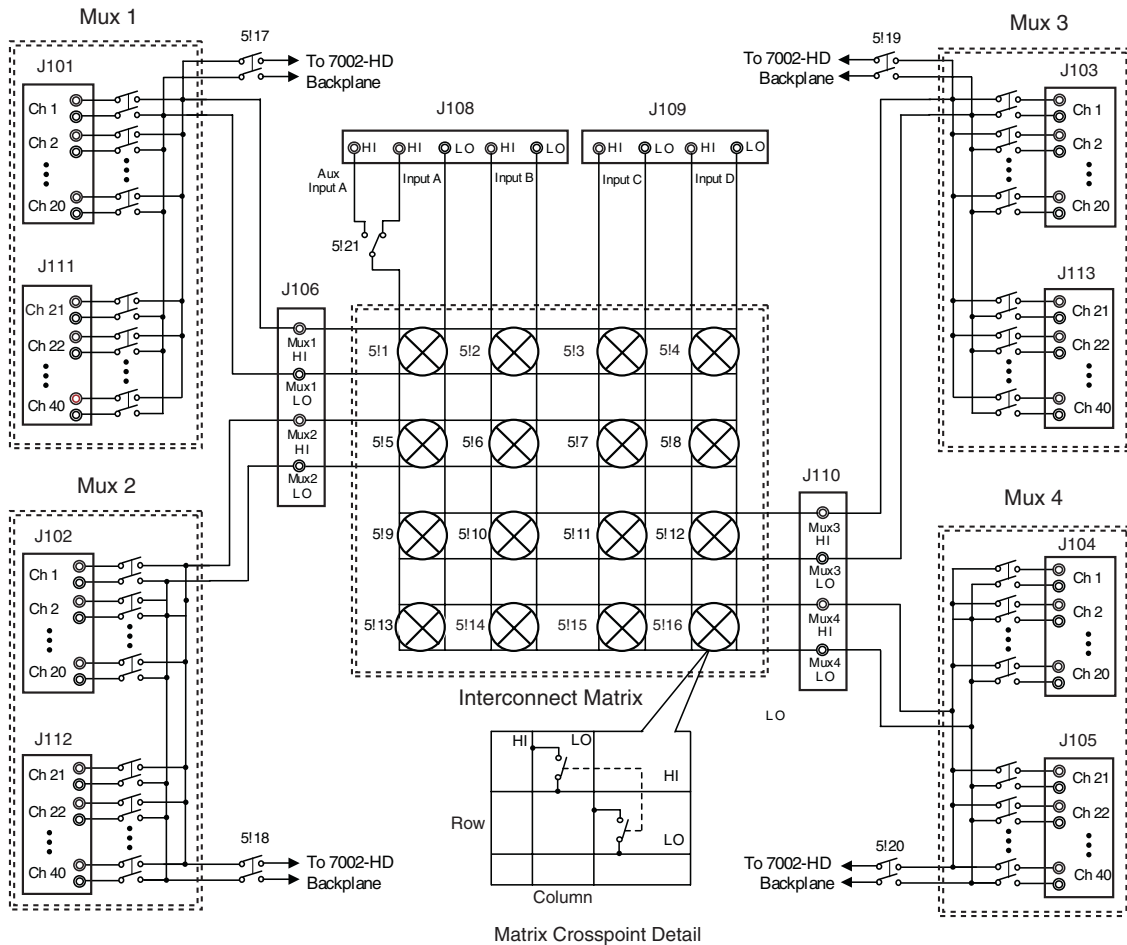 Mux 1
J101
Ch 1
Ch 2
Ch 20
J111
Ch 21
Ch 22
Ch 40
5!17
To 7002-HD
Backplane
J108
HI
HI
LO
HI
LO
Aux
Input A
Input A
Input B
J109
HI
LO
HI
LO
Input C
Input D
5!21
5!19
To 7002-HD
Backplane
Mux 3
J103
Ch 1
Ch 2
Ch 20
J113
Ch 21
Ch 22
Ch 40
J106
Mux1
HI
Mux1
LO
Mux2
HI
Mux2
LO
5!1
5!2
5!3
5!4
5!5
5!6
5!7
5!8
5!9
5!10
5!11
5!12
5!13
5!14
5!15
5!16
Interconnect Matrix
J110
Mux3
HI
Mux3
LO
Mux4
HI
Mux4
LO
LO
Mux 2
J102
Ch 1
Ch 2
Ch 20
J112
Ch 21
Ch 22
Ch 40
5!18
To 7002-HD
Backplane
HI
LO
HI
Row
LO
Column
Matrix Crosspoint Detail
Mux 4
J104
Ch 1
Ch 2
Ch 20
J105
Ch 21
Ch 22
Ch 40
5!20
To 7002-HD
Backplane